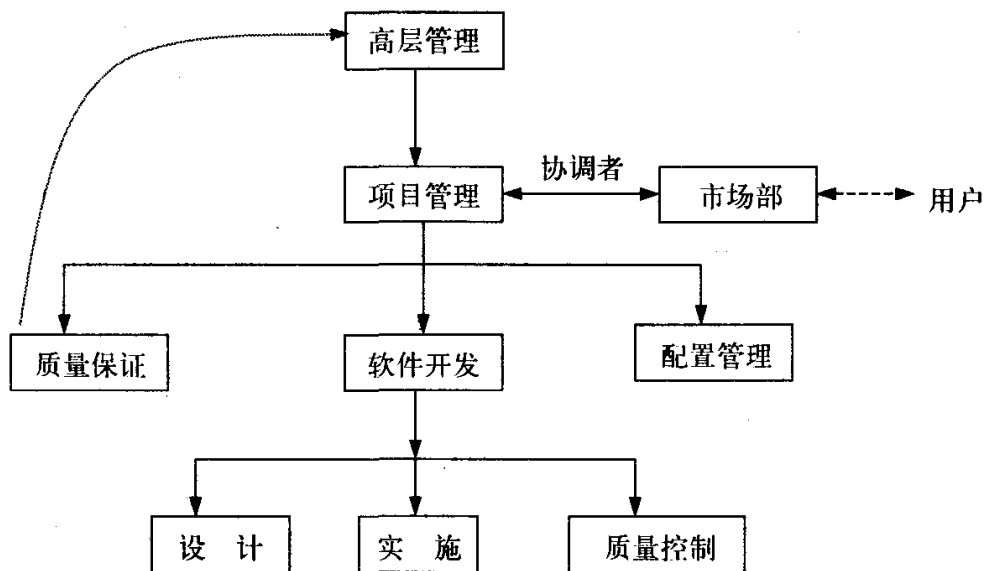 高层管理
协调者
项目管理
市场部
用户
质量保证
软件开发
配置管理
设 计
实 施
质量控制